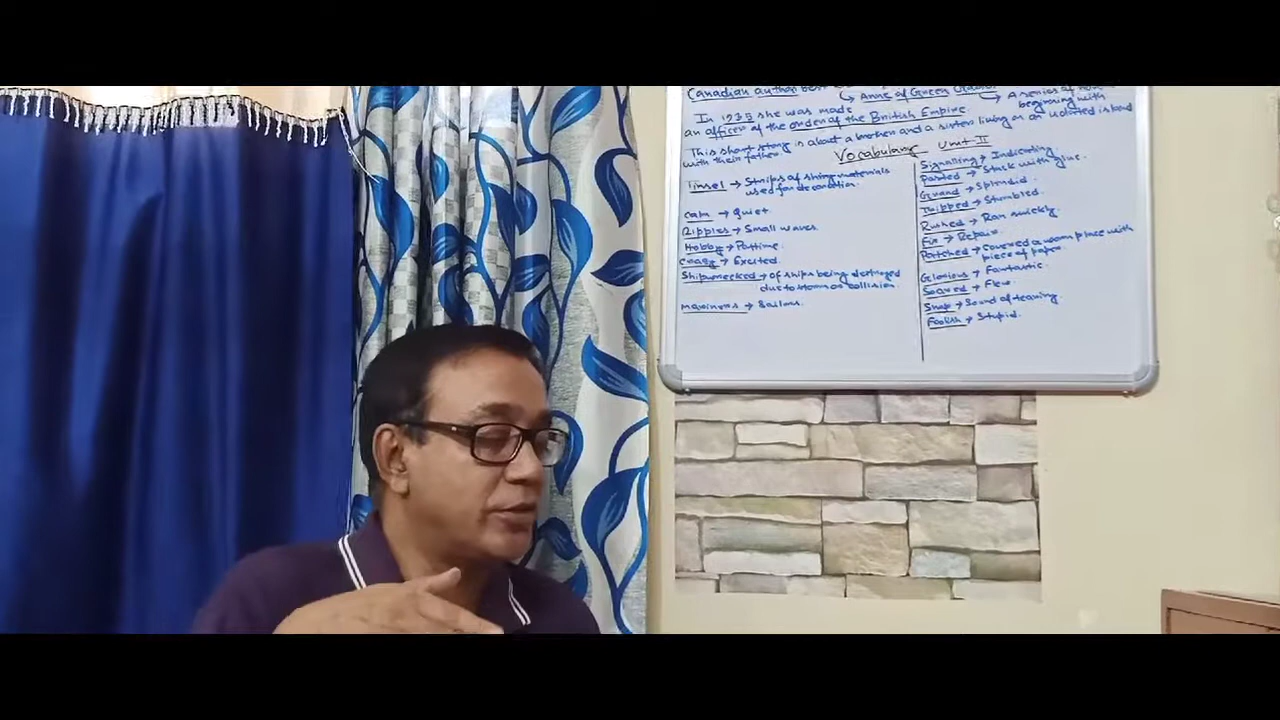 Canadian author best
→ Anne of Green Gables → A series of
beginning with
In 1935 she was made
an officer of the order of the British Empire.
This short story is about a brother and a sister living on an isolated island
with their father.
Vocabulary Unit-II
Tinsel → Strips of shiny materials
used for decoration.
Calm → Quiet.
Ripples → Small waves
Hobby → Pastime.
Crazy → Excited.
Shipwrecked → of ships being destroyed
due to storm or collision.
Mariners → Sailors.
Signalling → Indicating.
Pasted → Stuck with glue.
Grand → Splendid.
Tripped → Stumbled.
Rushed → Ran quickly.
Fix → Repair.
Patched → Covered a worn place with
piece of paper.
Glorious → Fantastic
Soared → Flew.
Snap → Sound of tearing.
Foolish → Stupid.